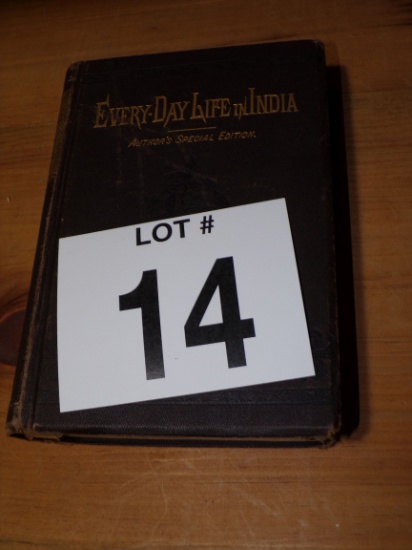 EVERY-DAY LIFE IN INDIA
AUTHOR'S SPECIAL EDITION.
LOT #
14